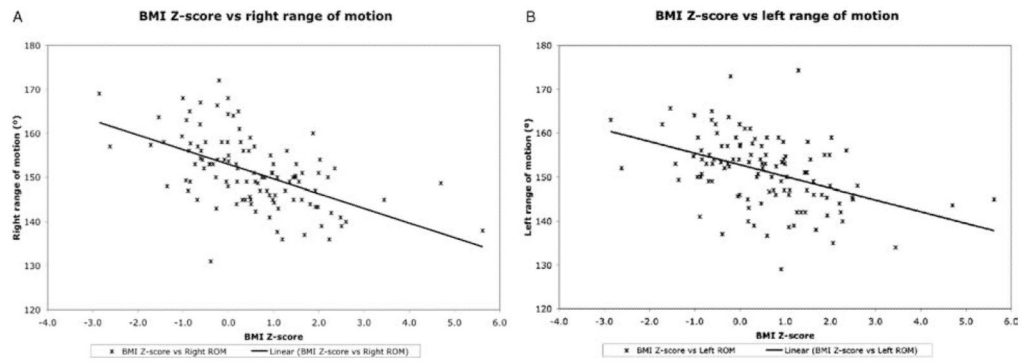 A
BMI Z-score vs right range of motion
180
170
160
150
140
130
120
Right range of motion (º)
-4.0 -3.0 -2.0 -1.0 0.0 1.0 2.0 3.0 4.0 5.0 6.0
BMI Z-score
BMI Z-score vs Right ROM Linear (BMI Z-score vs Right ROM)
B
BMI Z-score vs left range of motion
180
170
160
150
140
130
120
Left range of motion (º)
-4.0 -3.0 -2.0 -1.0 0.0 1.0 2.0 3.0 4.0 5.0 6.0
BMI Z-score
BMI Z-score vs Left ROM Linear (BMI Z-score vs Left ROM)